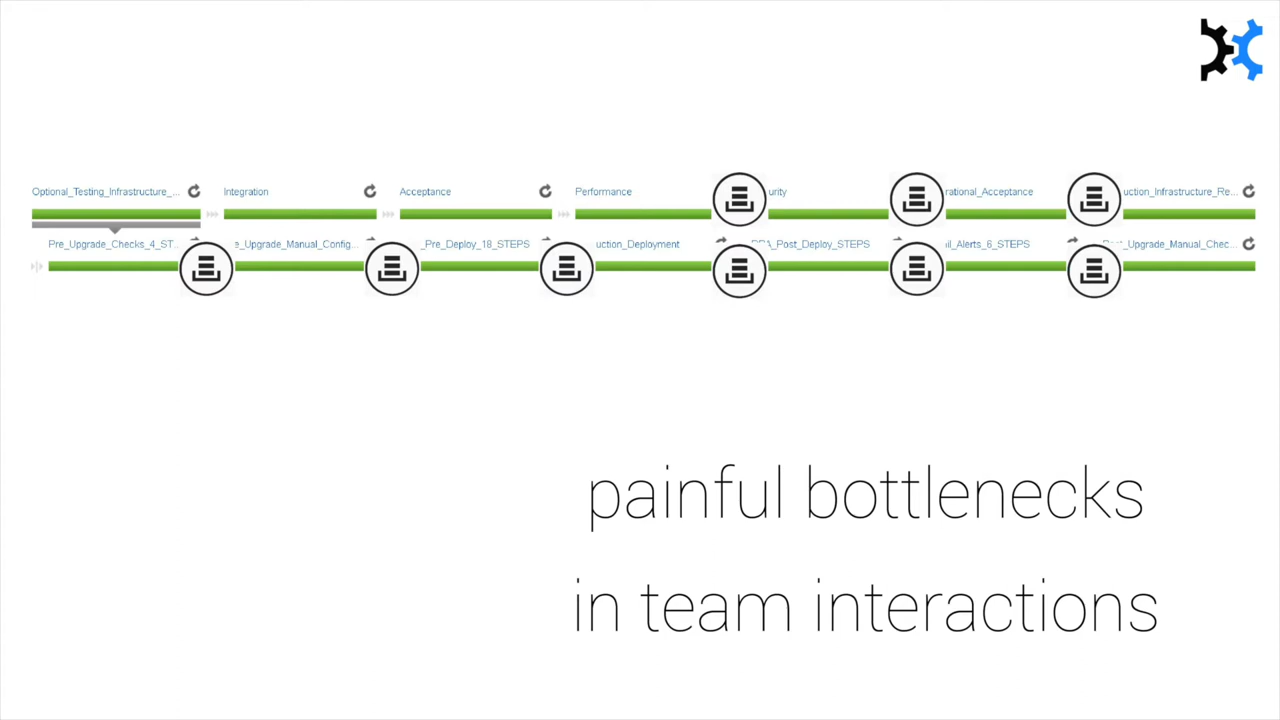 Optional_Testing_Infrastructure_... Integration Acceptance Performance urity rational_Acceptance uction_Infrastructure_Re...
Pre_Upgrade_Checks_4_ST... e_Upgrade_Manual_Config... _Pre_Deploy_18_STEPS uction_Deployment _Post_Deploy_STEPS il_Alerts_6_STEPS _Upgrade_Manual_Chec...
painful bottlenecks
in team interactions